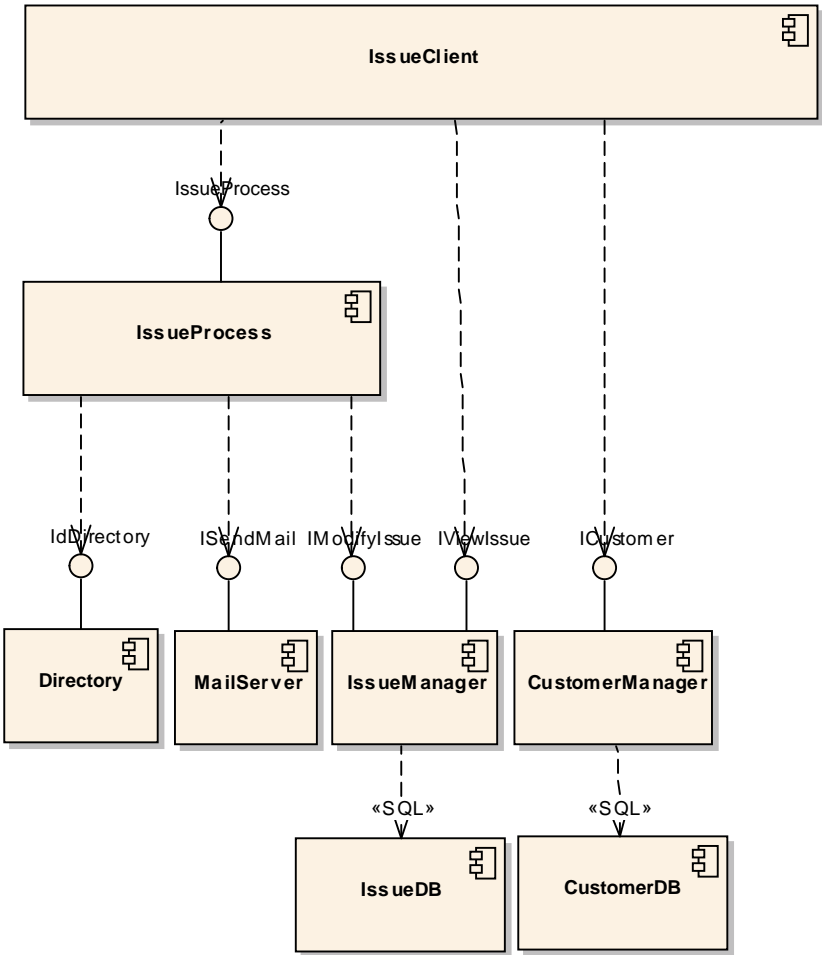 IssueClient
IssueProcess
IssueProcess
IdDirectory
ISendMail
IModifyIssue
IViewIssue
ICustomer
Directory
MailServer
IssueManager
CustomerManager
«SQL»
«SQL»
IssueDB
CustomerDB